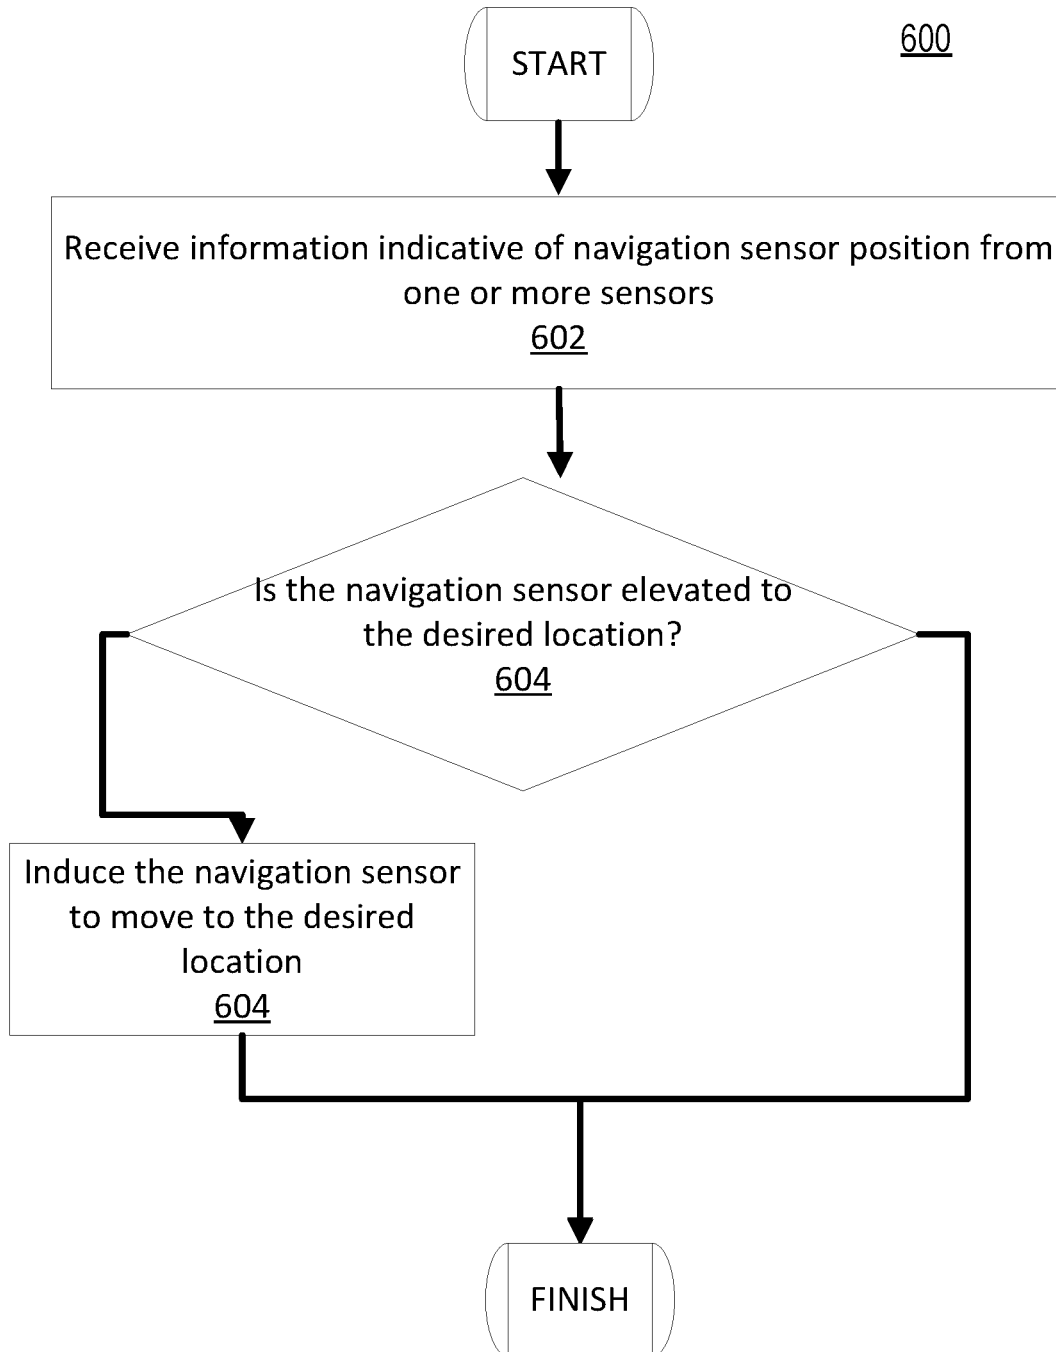 START
600
Receive information indicative of navigation sensor position from
one or more sensors
602
Is the navigation sensor elevated to
the desired location?
604
Induce the navigation sensor
to move to the desired
location
604
FINISH